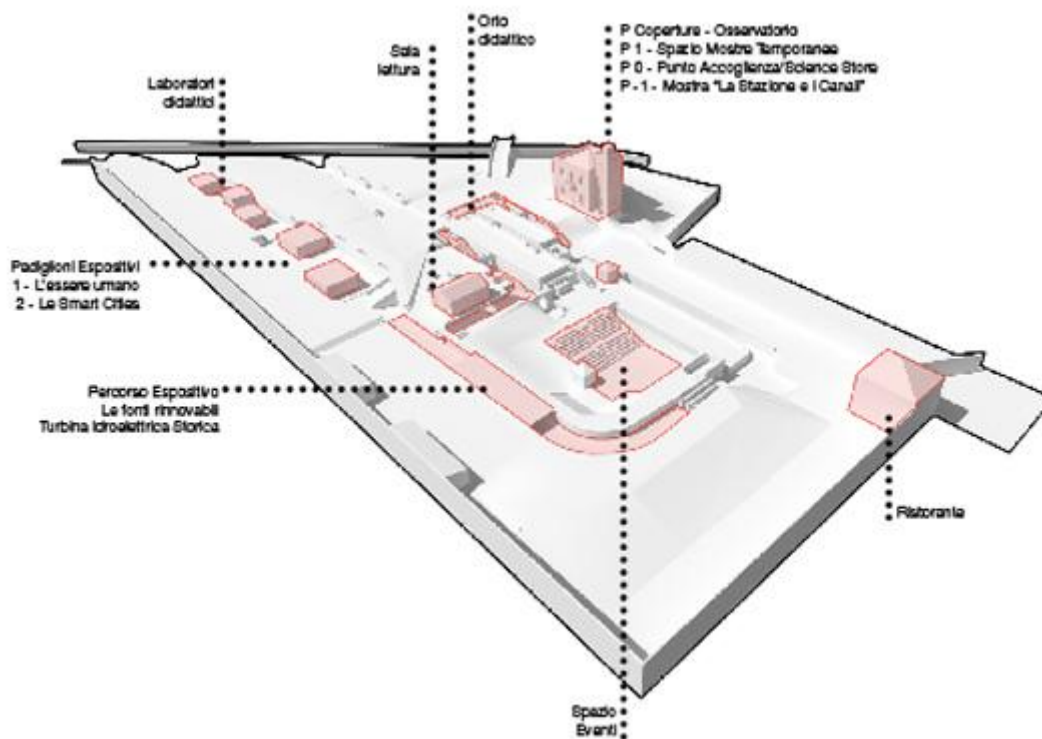 Orto
didattico
P Coperture - Osservatorio
P 1 - Spazio Mostre Temporanee
P 0 - Punto Accoglienza/Science Store
P - 1 - Mostra "La Stazione e i Canali"
Sala
lettura
Laboratori
didattici
Padiglioni Espositivi
1 - L'essere umano
2 - Le Smart Cities
Percorso Espositivo
Le fonti rinnovabili
Turbina Idroelettrica Storica
Ristorante
Spazio
Eventi